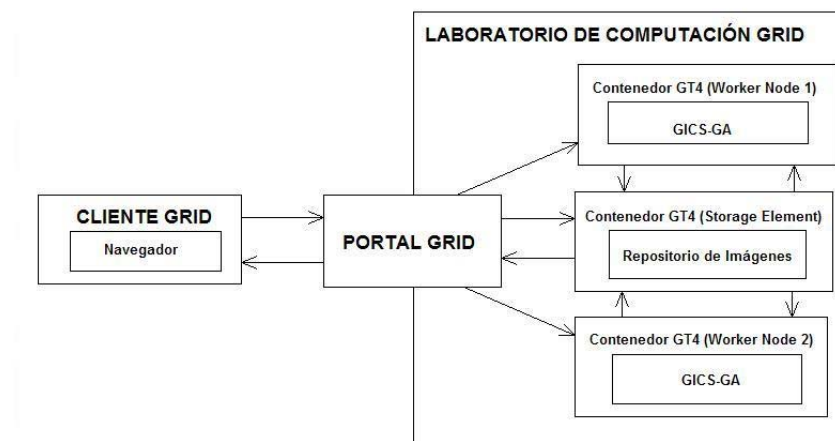 LABORATORIO DE COMPUTACIÓN GRID
Contenedor GT4 (Worker Node 1)
GICS-GA
CLIENTE GRID
Navegador
PORTAL GRID
Contenedor GT4 (Storage Element)
Repositorio de Imágenes
Contenedor GT4 (Worker Node 2)
GICS-GA